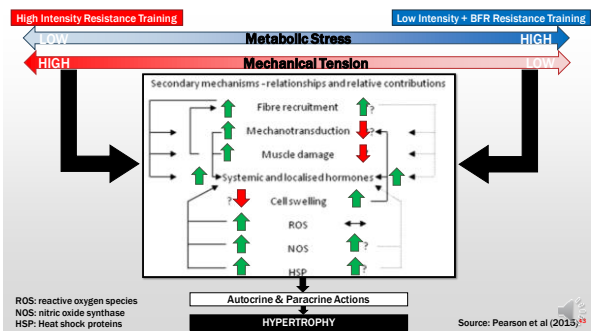 High Intensity Resistance Training
Low Intensity + BFR Resistance Training
LOW Metabolic Stress HIGH
HIGH Mechanical Tension LOW
Secondary mechanisms - relationships and relative contributions
Fibre recruitment ?
Mechanotransduction ?
Muscle damage ?
Systemic and localised hormones
? Cell swelling
ROS
NOS ?
HSP ?
Autocrine & Paracrine Actions
HYPERTROPHY
ROS: reactive oxygen species
NOS: nitric oxide synthase
HSP: Heat shock proteins
Source: Pearson et al (2015)